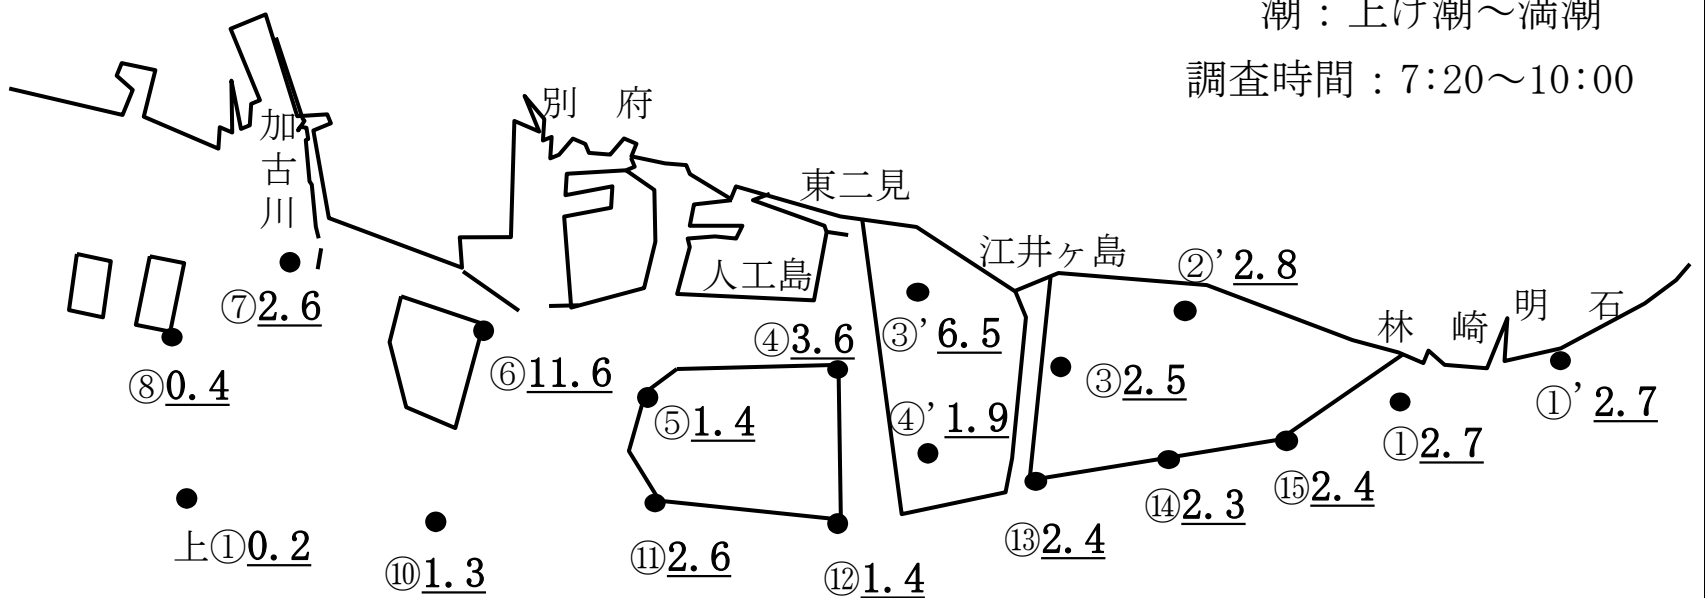 潮：上げ潮～満潮
調査時間：7:20～10:00
別 府
加古川
東二見
江井ヶ島
人工島
林 崎
明 石
②’2.8
⑦2.6
③’6.5
④3.6
⑥11.6
⑧0.4
③2.5
①’2.7
⑤1.4
④’1.9
①2.7
⑮2.4
⑭2.3
⑬2.4
上①0.2
⑩1.3
⑪2.6
⑫1.4